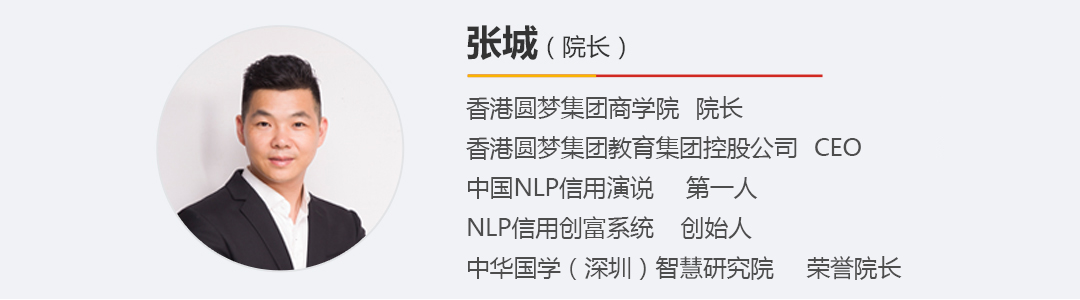 张城（院长）
香港圆梦集团商学院 院长
香港圆梦集团教育集团控股公司 CEO
中国NLP信用演说 第一人
NLP信用创富系统 创始人
中华国学（深圳）智慧研究院 荣誉院长